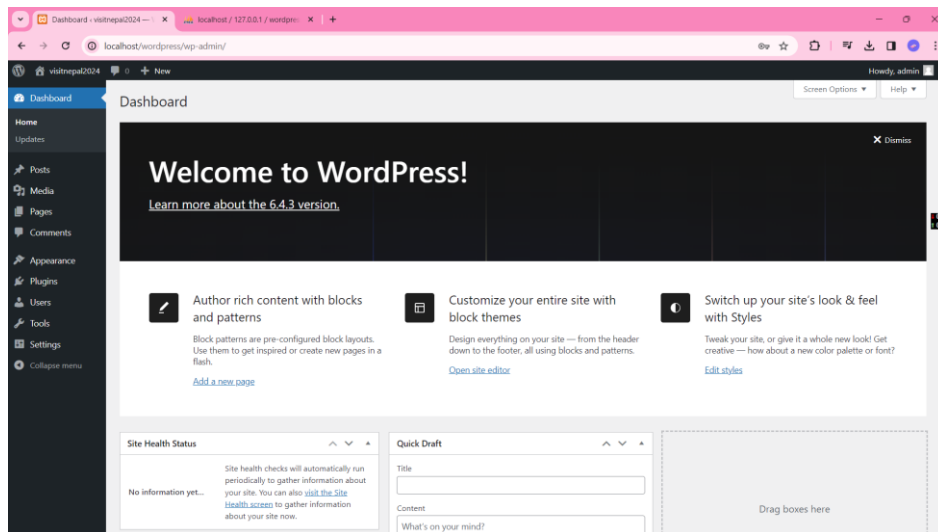 Dashboard ‹ visitnepal2024 —
localhost / 127.0.0.1 / wordpre
localhost/wordpress/wp-admin/
visitnepal2024 0 + New Howdy, admin
Screen Options Help
Dashboard
Dashboard
Home
Updates
Posts
Media
Pages
Comments
Appearance
Plugins
Users
Tools
Settings
Collapse menu
Dismiss
Welcome to WordPress!
Learn more about the 6.4.3 version.
Author rich content with blocks
and patterns
Block patterns are pre-configured block layouts.
Use them to get inspired or create new pages in a
flash.
Add a new page
Customize your entire site with
block themes
Design everything on your site — from the header
down to the footer, all using blocks and patterns.
Open site editor
Switch up your site’s look & feel
with Styles
Tweak your site, or give it a whole new look! Get
creative — how about a new color palette or font?
Edit styles
Site Health Status
No information yet...
Site health checks will automatically run
periodically to gather information about
your site. You can also visit the Site
Health screen to gather information
about your site now.
Quick Draft
Title
Content
What's on your mind?
Drag boxes here